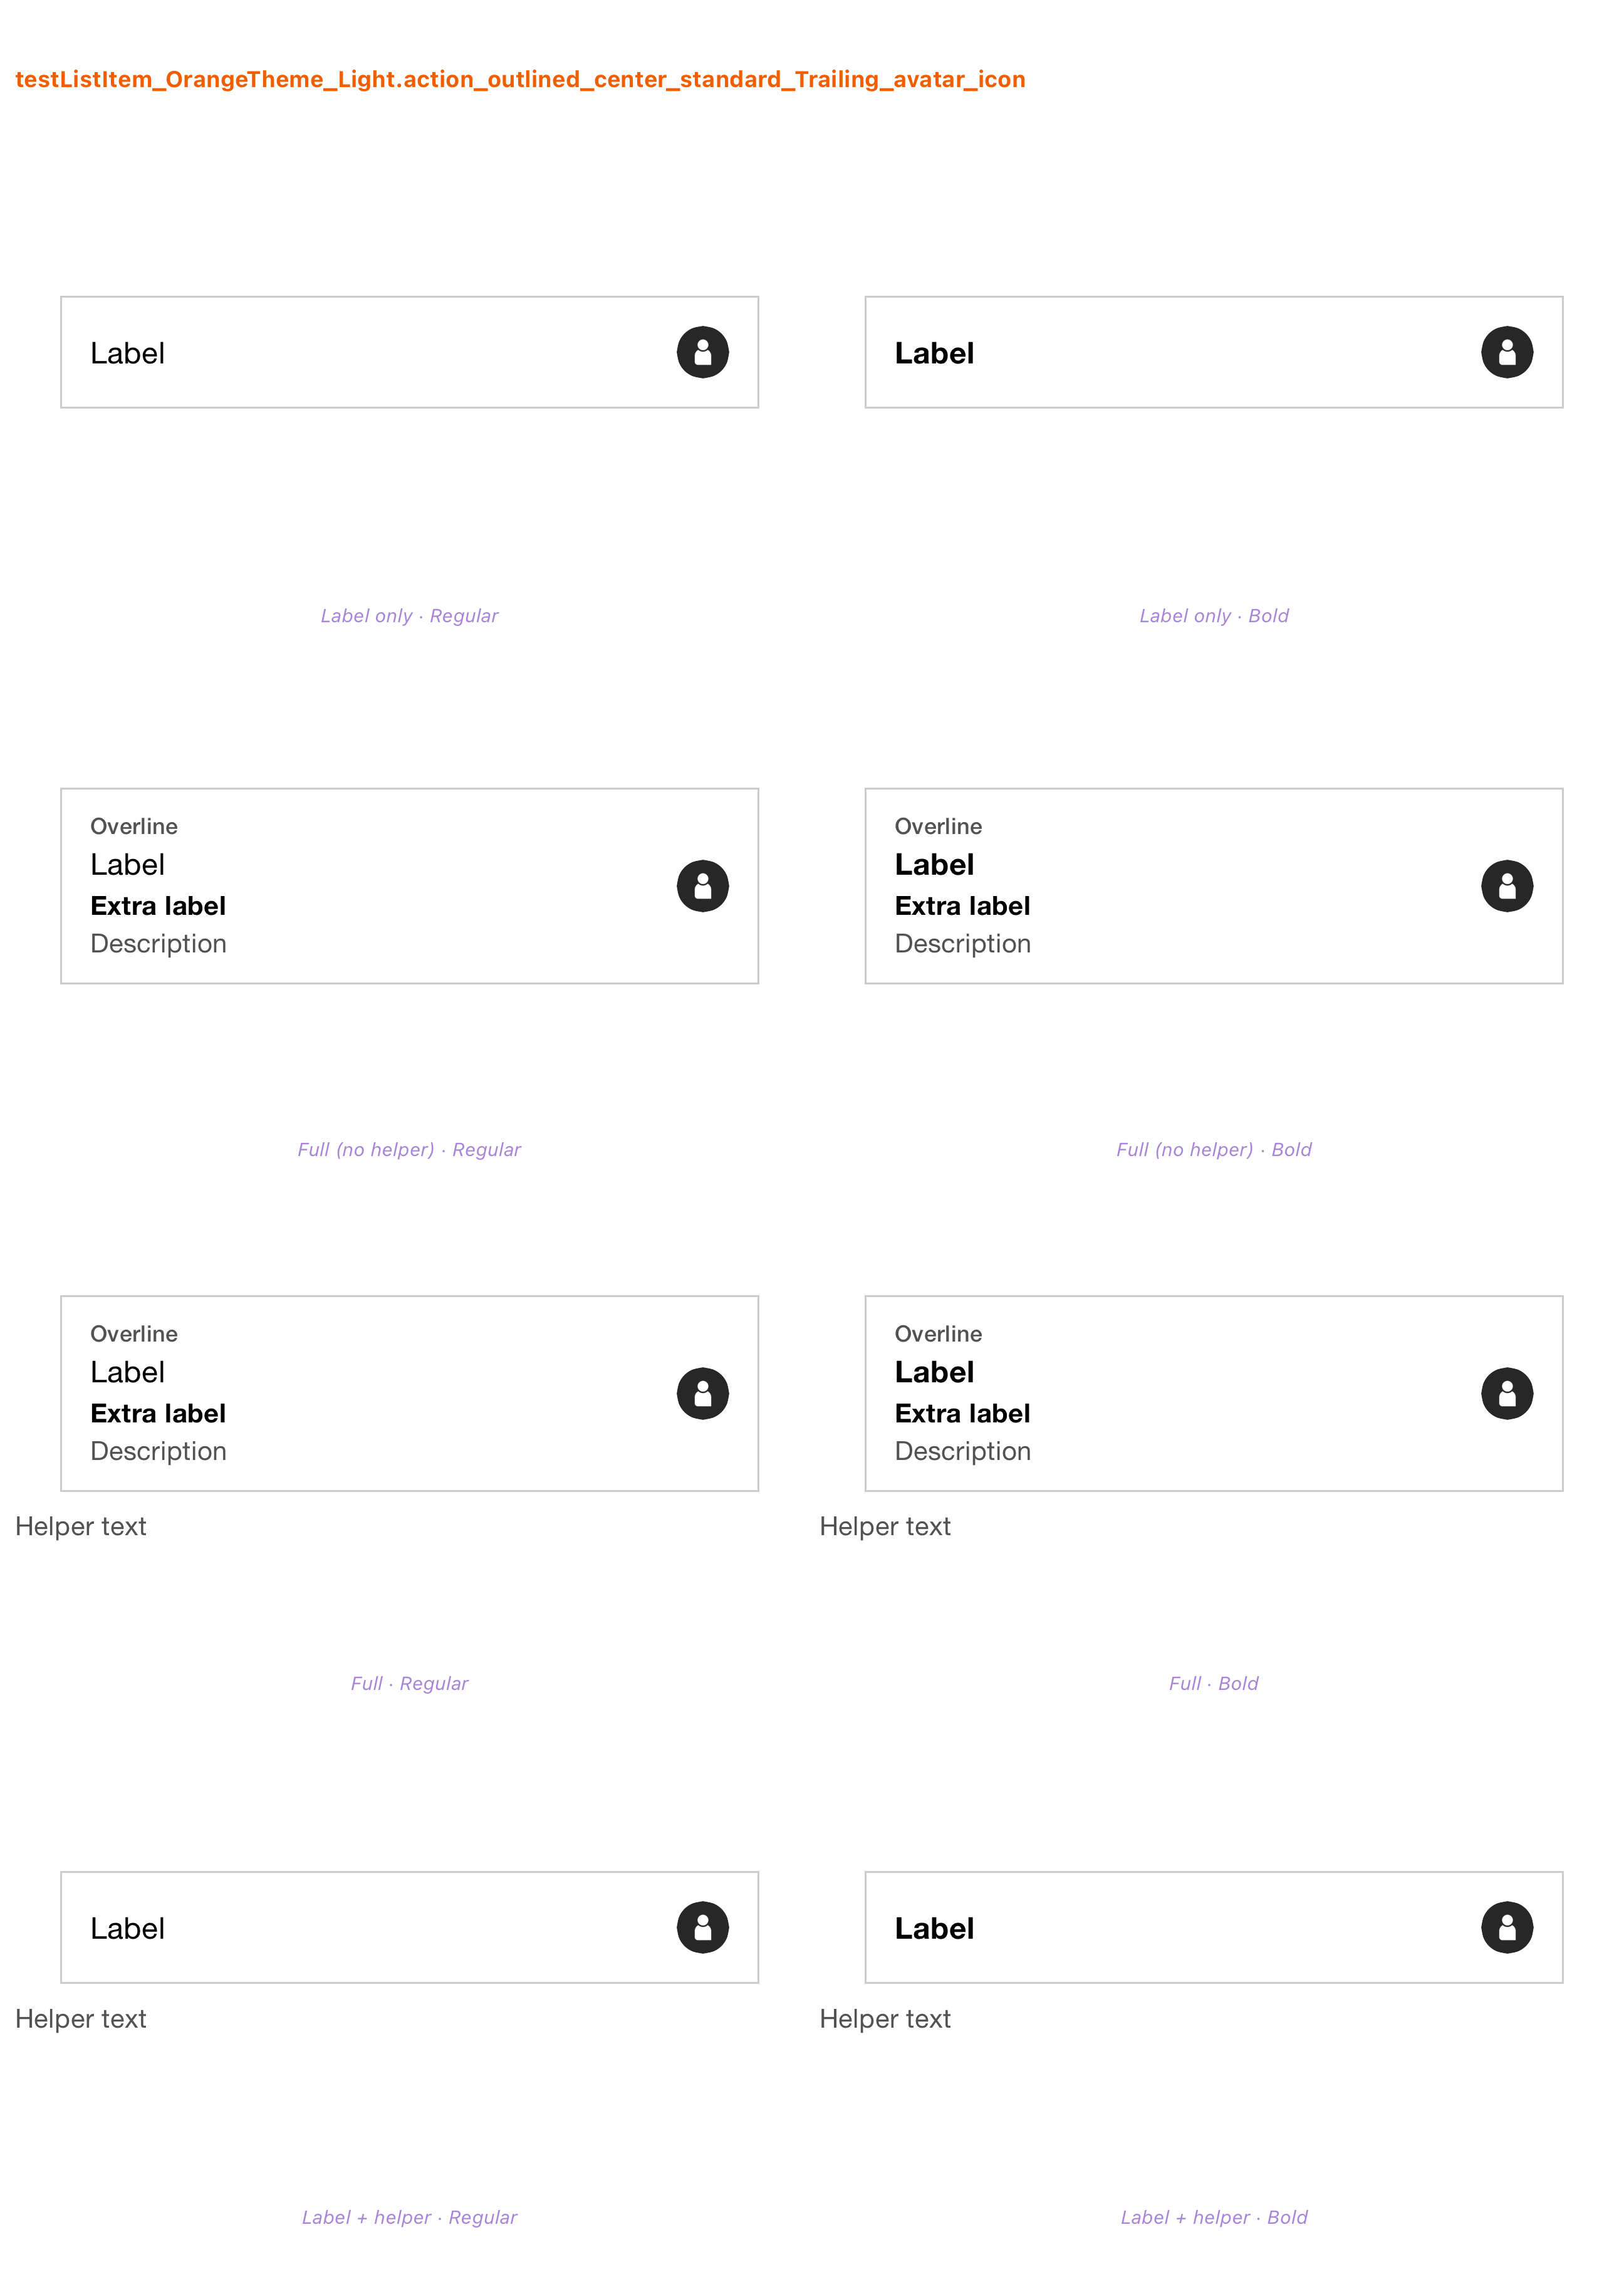 testListItem_OrangeTheme_Light.action_outlined_center_standard_Trailing_avatar_icon
Label
Label
Label only · Regular
Label only · Bold
Overline
Label
Extra label
Description
Overline
Label
Extra label
Description
Full (no helper) · Regular
Full (no helper) · Bold
Overline
Label
Extra label
Description
Helper text
Overline
Label
Extra label
Description
Helper text
Full · Regular
Full · Bold
Label
Helper text
Label
Helper text
Label + helper · Regular
Label + helper · Bold